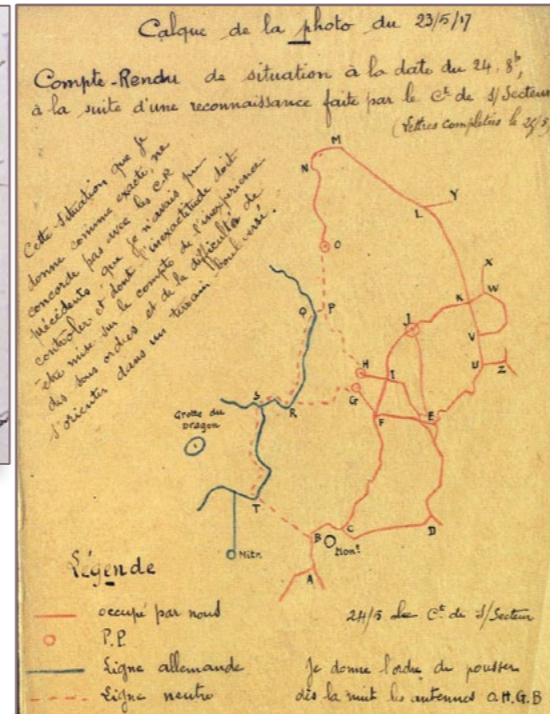 Calque de la photo du 23/5/17
Compte-Rendu de situation à la date du 24. 8h,
à la suite d'une reconnaissance faite par le Ct de s/Secteur
(lettres complétées le 25/5)
Cette situation que je
donne comme exacte, ne
concorde pas avec les C.R
précédents que je n'avais pu
contrôler et dont l'inexactitude doit
être mise sur le compte de l'inexpérience
des sous ordres et de la difficultés de
s'orienter dans un terrain bouleversé.
M
N
L
Y
O
X
W
K
Q
P
J
V
H
I
U
Z
S
R
G
F
E
Grotte du
Dragon
T
B
C
D
Mont
Mitr.
A
Légende
occupé par nous
P.P.
Ligne allemande
Ligne neutre
24/5 Le Ct de s/Secteur
Je donne l'ordre de pousser
dès la nuit les antennes O.H.G.B